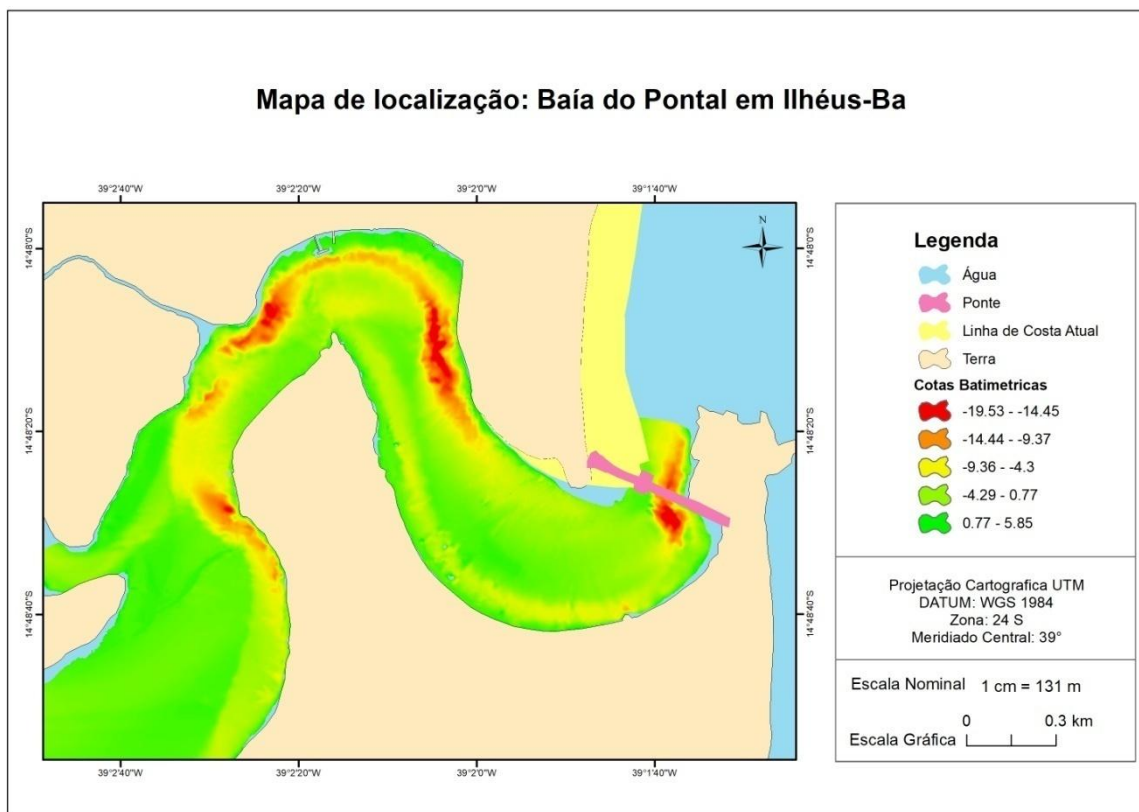 Mapa de localização: Baía do Pontal em Ilhéus-Ba
39°2'40"W
39°2'20"W
39°2'0"W
39°1'40"W
14°48'0"S
14°48'0"S
N
14°48'20"S
14°48'20"S
14°48'40"S
14°48'40"S
39°2'40"W
39°2'20"W
39°2'0"W
39°1'40"W
Legenda
Água
Ponte
Linha de Costa Atual
Terra
Cotas Batimetricas
-19.53 - -14.45
-14.44 - -9.37
-9.36 - -4.3
-4.29 - 0.77
0.77 - 5.85
Projetação Cartografica UTM
DATUM: WGS 1984
Zona: 24 S
Meridiado Central: 39°
Escala Nominal 1 cm = 131 m
0 0.3 km
Escala Gráfica